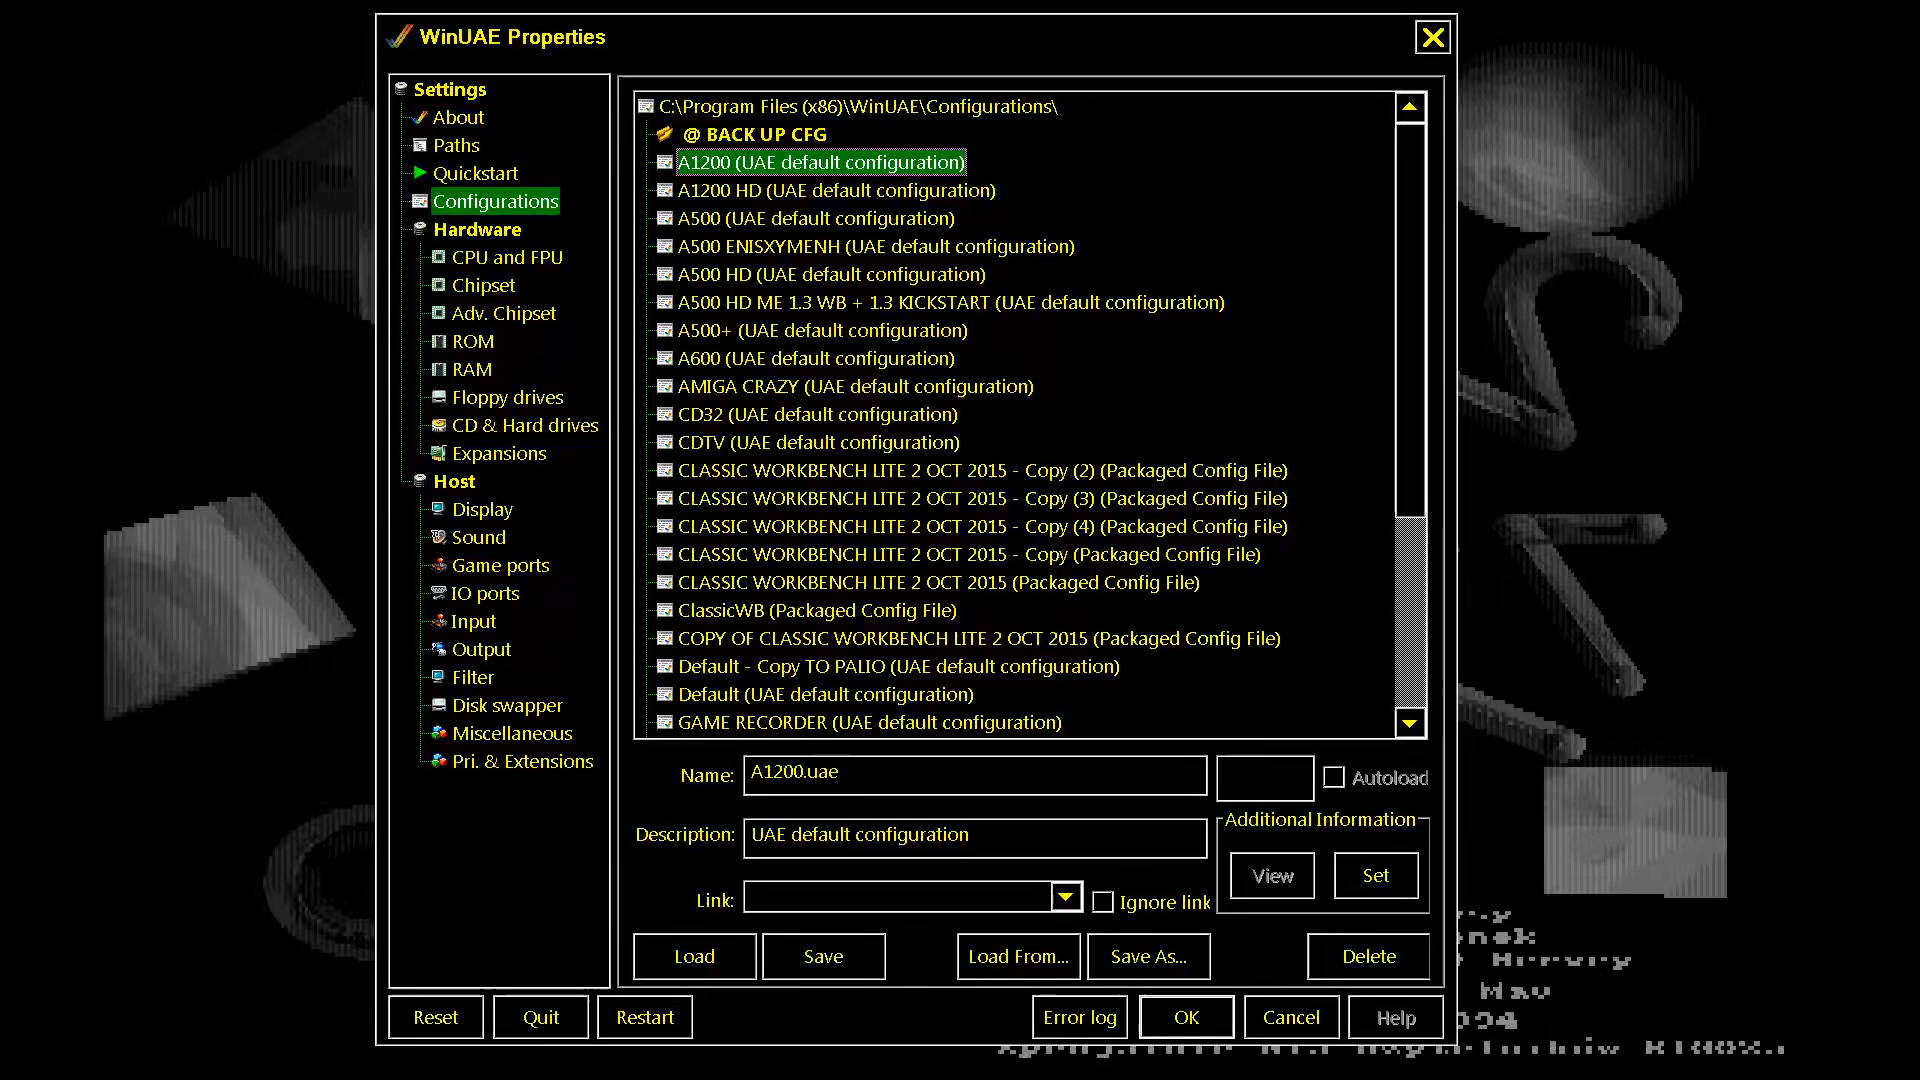 WinUAE Properties
Settings
About
Paths
Quickstart
Configurations
Hardware
CPU and FPU
Chipset
Adv. Chipset
ROM
RAM
Floppy drives
CD & Hard drives
Expansions
Host
Display
Sound
Game ports
IO ports
Input
Output
Filter
Disk swapper
Miscellaneous
Pri. & Extensions
C:\Program Files (x86)\WinUAE\Configurations\
@ BACK UP CFG
A1200 (UAE default configuration)
A1200 HD (UAE default configuration)
A500 (UAE default configuration)
A500 ENISXYMENH (UAE default configuration)
A500 HD (UAE default configuration)
A500 HD ME 1.3 WB + 1.3 KICKSTART (UAE default configuration)
A500+ (UAE default configuration)
A600 (UAE default configuration)
AMIGA CRAZY (UAE default configuration)
CD32 (UAE default configuration)
CDTV (UAE default configuration)
CLASSIC WORKBENCH LITE 2 OCT 2015 - Copy (2) (Packaged Config File)
CLASSIC WORKBENCH LITE 2 OCT 2015 - Copy (3) (Packaged Config File)
CLASSIC WORKBENCH LITE 2 OCT 2015 - Copy (4) (Packaged Config File)
CLASSIC WORKBENCH LITE 2 OCT 2015 - Copy (Packaged Config File)
CLASSIC WORKBENCH LITE 2 OCT 2015 (Packaged Config File)
ClassicWB (Packaged Config File)
COPY OF CLASSIC WORKBENCH LITE 2 OCT 2015 (Packaged Config File)
Default - Copy TO PALIO (UAE default configuration)
Default (UAE default configuration)
GAME RECORDER (UAE default configuration)
Name: A1200.uae
Autoload
Description: UAE default configuration
Additional Information
View Set
Link:
Ignore link
Load Save Load From... Save As... Delete
Reset Quit Restart Error log OK Cancel Help